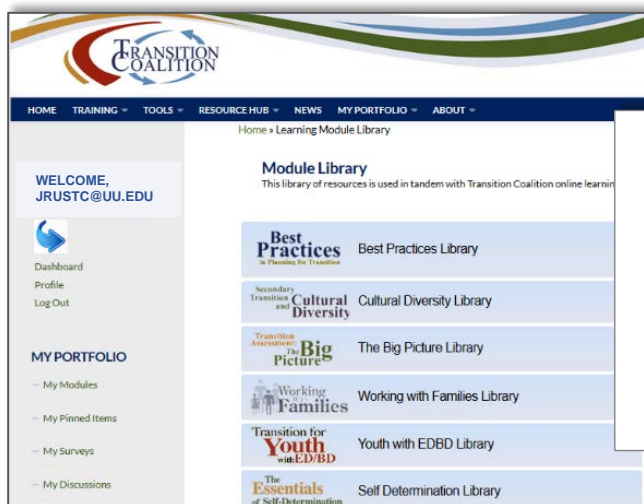 TRANSITION
COALITION
HOME TRAINING TOOLS RESOURCE HUB NEWS MY PORTFOLIO ABOUT
Home » Learning Module Library
Module Library
This library of resources is used in tandem with Transition Coalition online
WELCOME,
JRUSTC@UU.EDU
Dashboard
Profile
Log Out
MY PORTFOLIO
My Modules
My Pinned Items
My Surveys
My Discussions
Best
Practices
in Planning for Transition
Best Practices Library
Secondary
Transition
and Cultural
Diversity
Cultural Diversity Library
Transition
Assessment:
The Big
Picture
The Big Picture Library
Working
with
Families
Working with Families Library
Transition for
Youth
with ED/BD
Youth with EDBD Library
The
Essentials
of Self-Determination
Self Determination Library